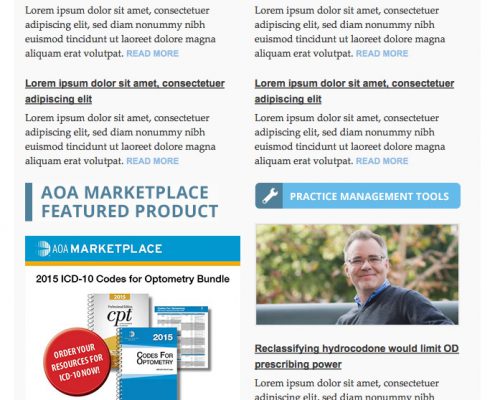 Lorem ipsum dolor sit amet, consectetuer
adipiscing elit, sed diam nonummy nibh
euismod tincidunt ut laoreet dolore magna
aliquam erat volutpat. READ MORE
Lorem ipsum dolor sit amet, consectetuer
adipiscing elit
Lorem ipsum dolor sit amet, consectetuer
adipiscing elit, sed diam nonummy nibh
euismod tincidunt ut laoreet dolore magna
aliquam erat volutpat. READ MORE
AOA MARKETPLACE
FEATURED PRODUCT
AOA MARKETPLACE
2015 ICD-10 Codes for Optometry Bundle
2015
Professional Edition
cpt
ORDER YOUR
RESOURCES FOR
ICD-10 NOW!
2015
CODES FOR
OPTOMETRY
Lorem ipsum dolor sit amet, consectetuer
adipiscing elit, sed diam nonummy nibh
euismod tincidunt ut laoreet dolore magna
aliquam erat volutpat. READ MORE
Lorem ipsum dolor sit amet, consectetuer
adipiscing elit
Lorem ipsum dolor sit amet, consectetuer
adipiscing elit, sed diam nonummy nibh
euismod tincidunt ut laoreet dolore magna
aliquam erat volutpat. READ MORE
PRACTICE MANAGEMENT TOOLS
Reclassifying hydrocodone would limit OD
prescribing power
Lorem ipsum dolor sit amet, consectetuer